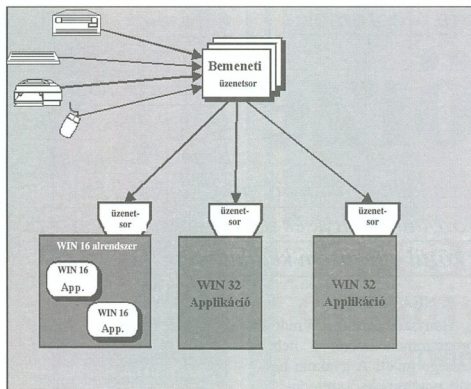 Bemeneti
üzenetsor
üzenet-
sor
üzenet-
sor
üzenet-
sor
WIN 16 alrendszer
WIN 16
App.
WIN 16
App.
WIN 32
Applikáció
WIN 32
Applikáció